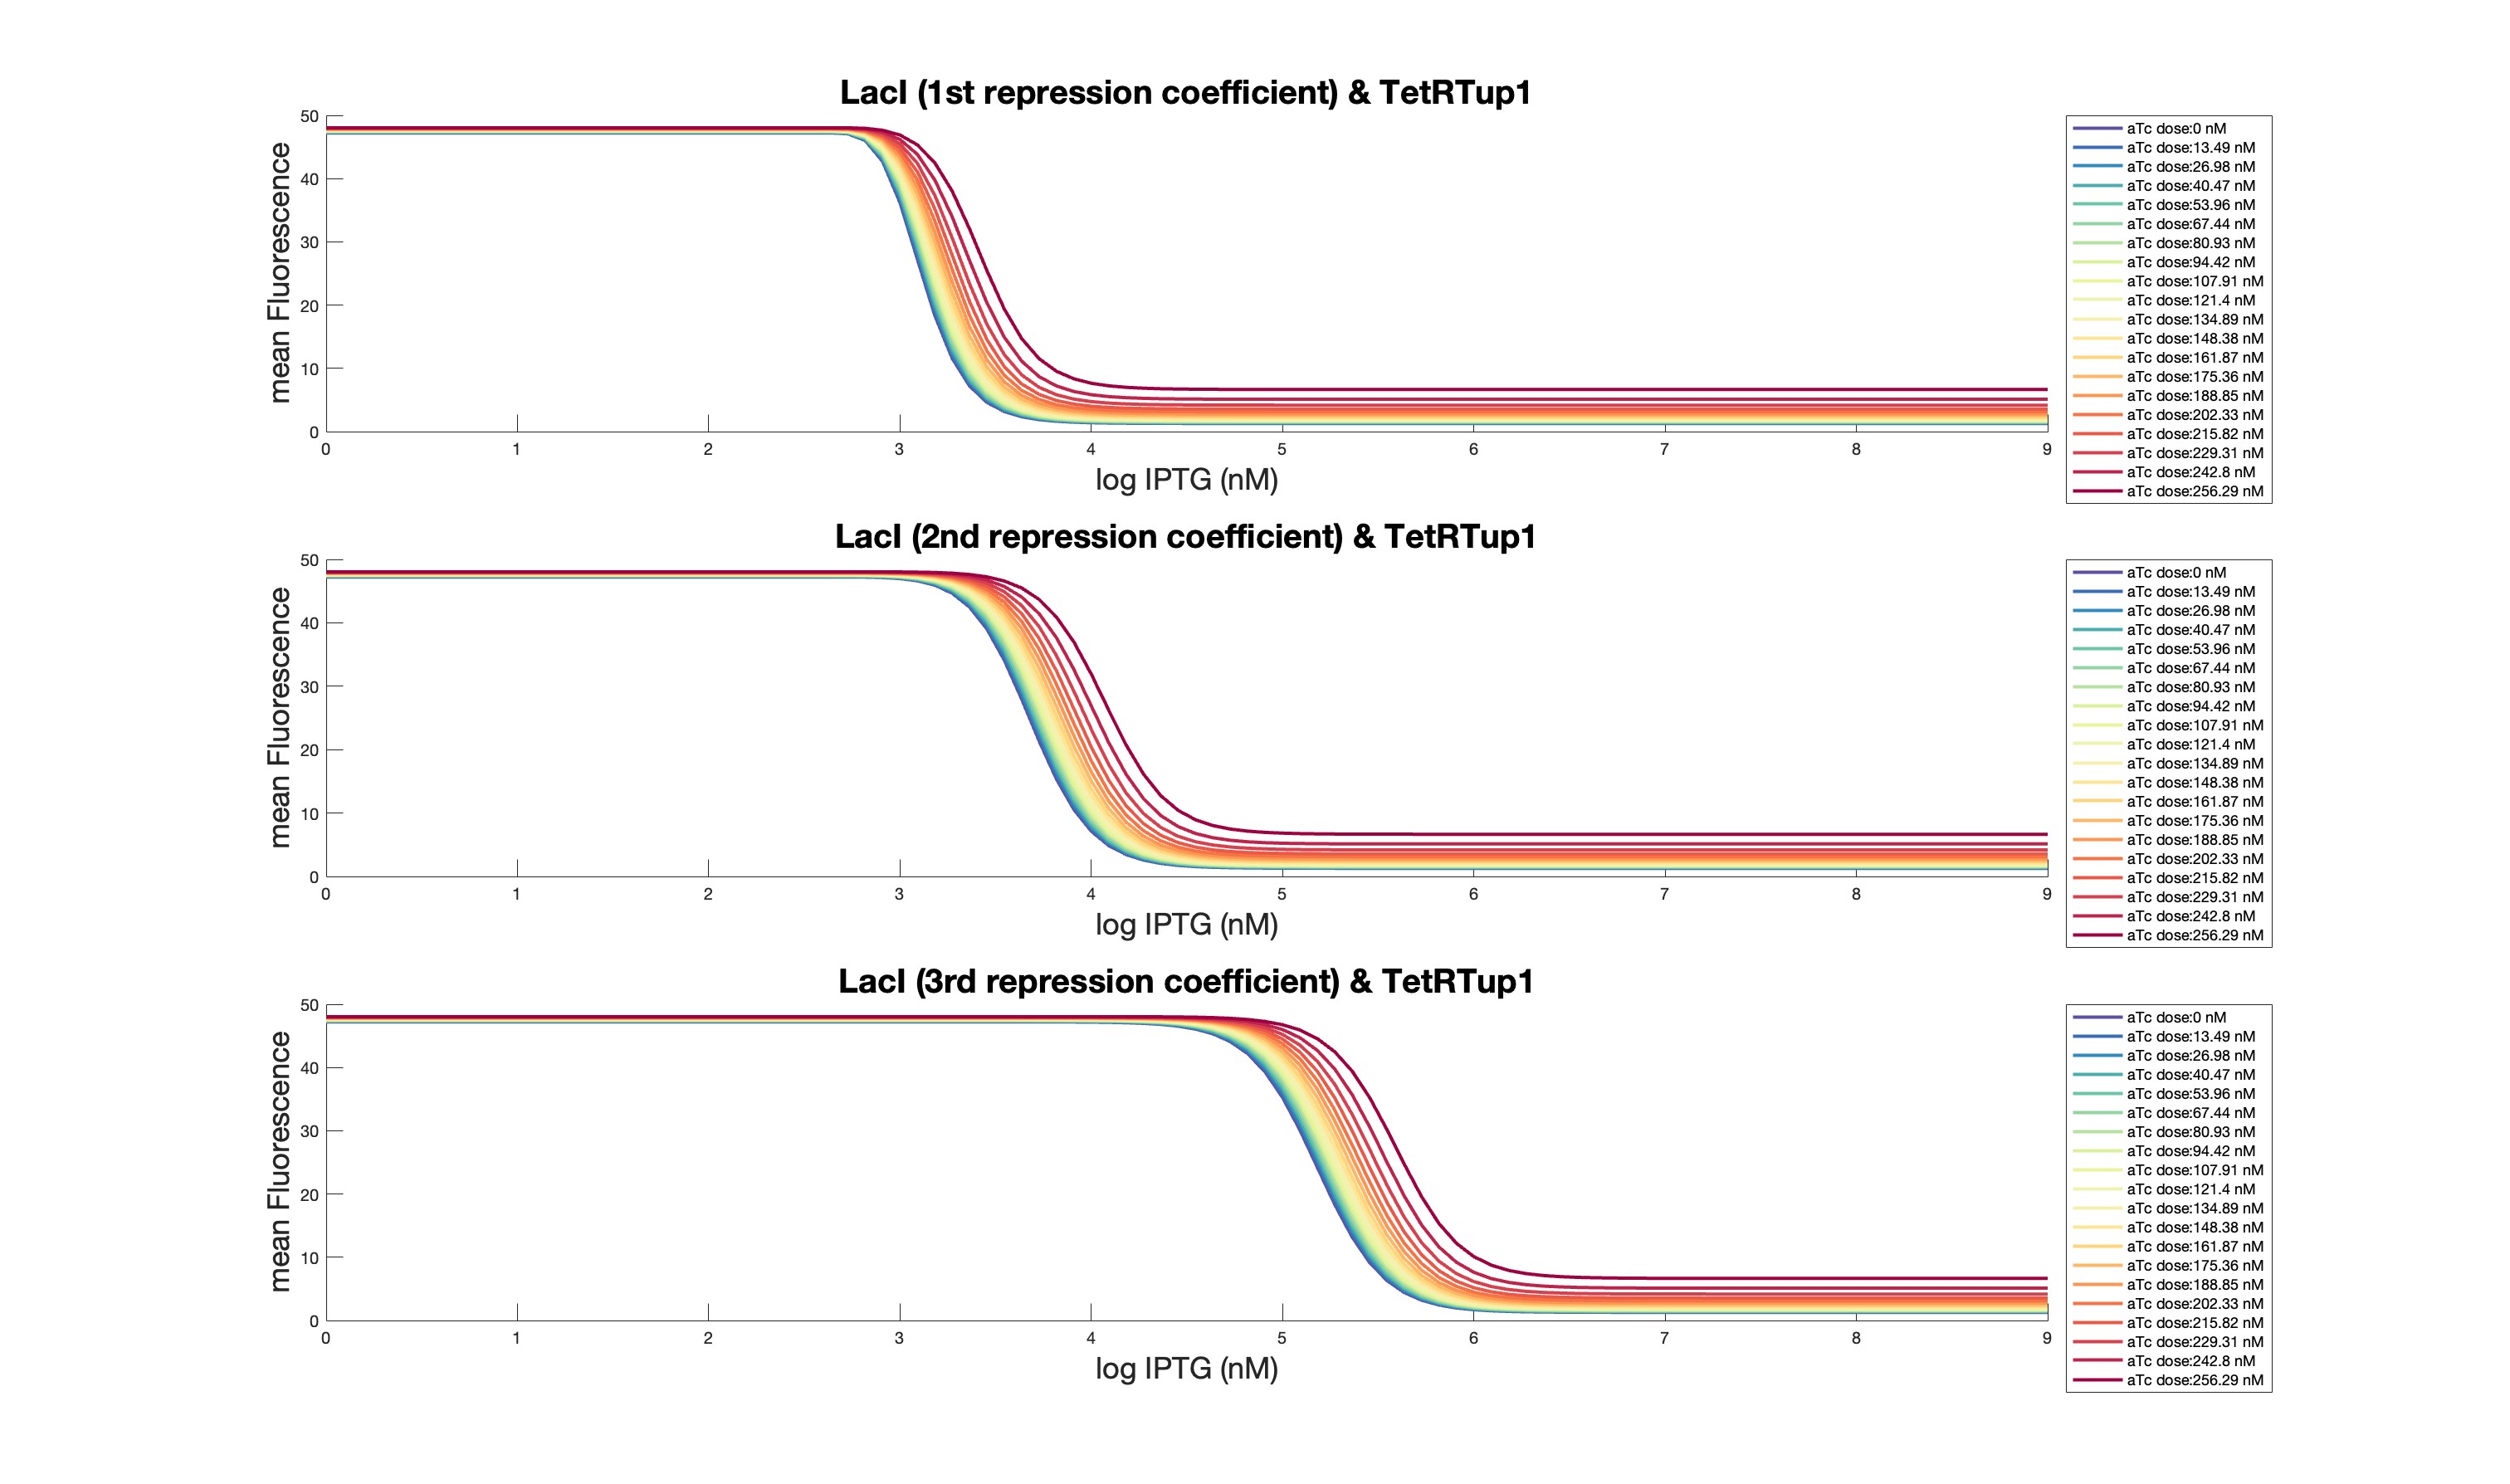 LacI (1st repression coefficient) & TetRTup1
mean Fluorescence
50
40
30
20
10
0
0 1 2 3 4 5 6 7 8 9
log IPTG (nM)
aTc dose:0 nM
aTc dose:13.49 nM
aTc dose:26.98 nM
aTc dose:40.47 nM
aTc dose:53.96 nM
aTc dose:67.44 nM
aTc dose:80.93 nM
aTc dose:94.42 nM
aTc dose:107.91 nM
aTc dose:121.4 nM
aTc dose:134.89 nM
aTc dose:148.38 nM
aTc dose:161.87 nM
aTc dose:175.36 nM
aTc dose:188.85 nM
aTc dose:202.33 nM
aTc dose:215.82 nM
aTc dose:229.31 nM
aTc dose:242.8 nM
aTc dose:256.29 nM
LacI (2nd repression coefficient) & TetRTup1
mean Fluorescence
50
40
30
20
10
0
0 1 2 3 4 5 6 7 8 9
log IPTG (nM)
aTc dose:0 nM
aTc dose:13.49 nM
aTc dose:26.98 nM
aTc dose:40.47 nM
aTc dose:53.96 nM
aTc dose:67.44 nM
aTc dose:80.93 nM
aTc dose:94.42 nM
aTc dose:107.91 nM
aTc dose:121.4 nM
aTc dose:134.89 nM
aTc dose:148.38 nM
aTc dose:161.87 nM
aTc dose:175.36 nM
aTc dose:188.85 nM
aTc dose:202.33 nM
aTc dose:215.82 nM
aTc dose:229.31 nM
aTc dose:242.8 nM
aTc dose:256.29 nM
LacI (3rd repression coefficient) & TetRTup1
mean Fluorescence
50
40
30
20
10
0
0 1 2 3 4 5 6 7 8 9
log IPTG (nM)
aTc dose:0 nM
aTc dose:13.49 nM
aTc dose:26.98 nM
aTc dose:40.47 nM
aTc dose:53.96 nM
aTc dose:67.44 nM
aTc dose:80.93 nM
aTc dose:94.42 nM
aTc dose:107.91 nM
aTc dose:121.4 nM
aTc dose:134.89 nM
aTc dose:148.38 nM
aTc dose:161.87 nM
aTc dose:175.36 nM
aTc dose:188.85 nM
aTc dose:202.33 nM
aTc dose:215.82 nM
aTc dose:229.31 nM
aTc dose:242.8 nM
aTc dose:256.29 nM